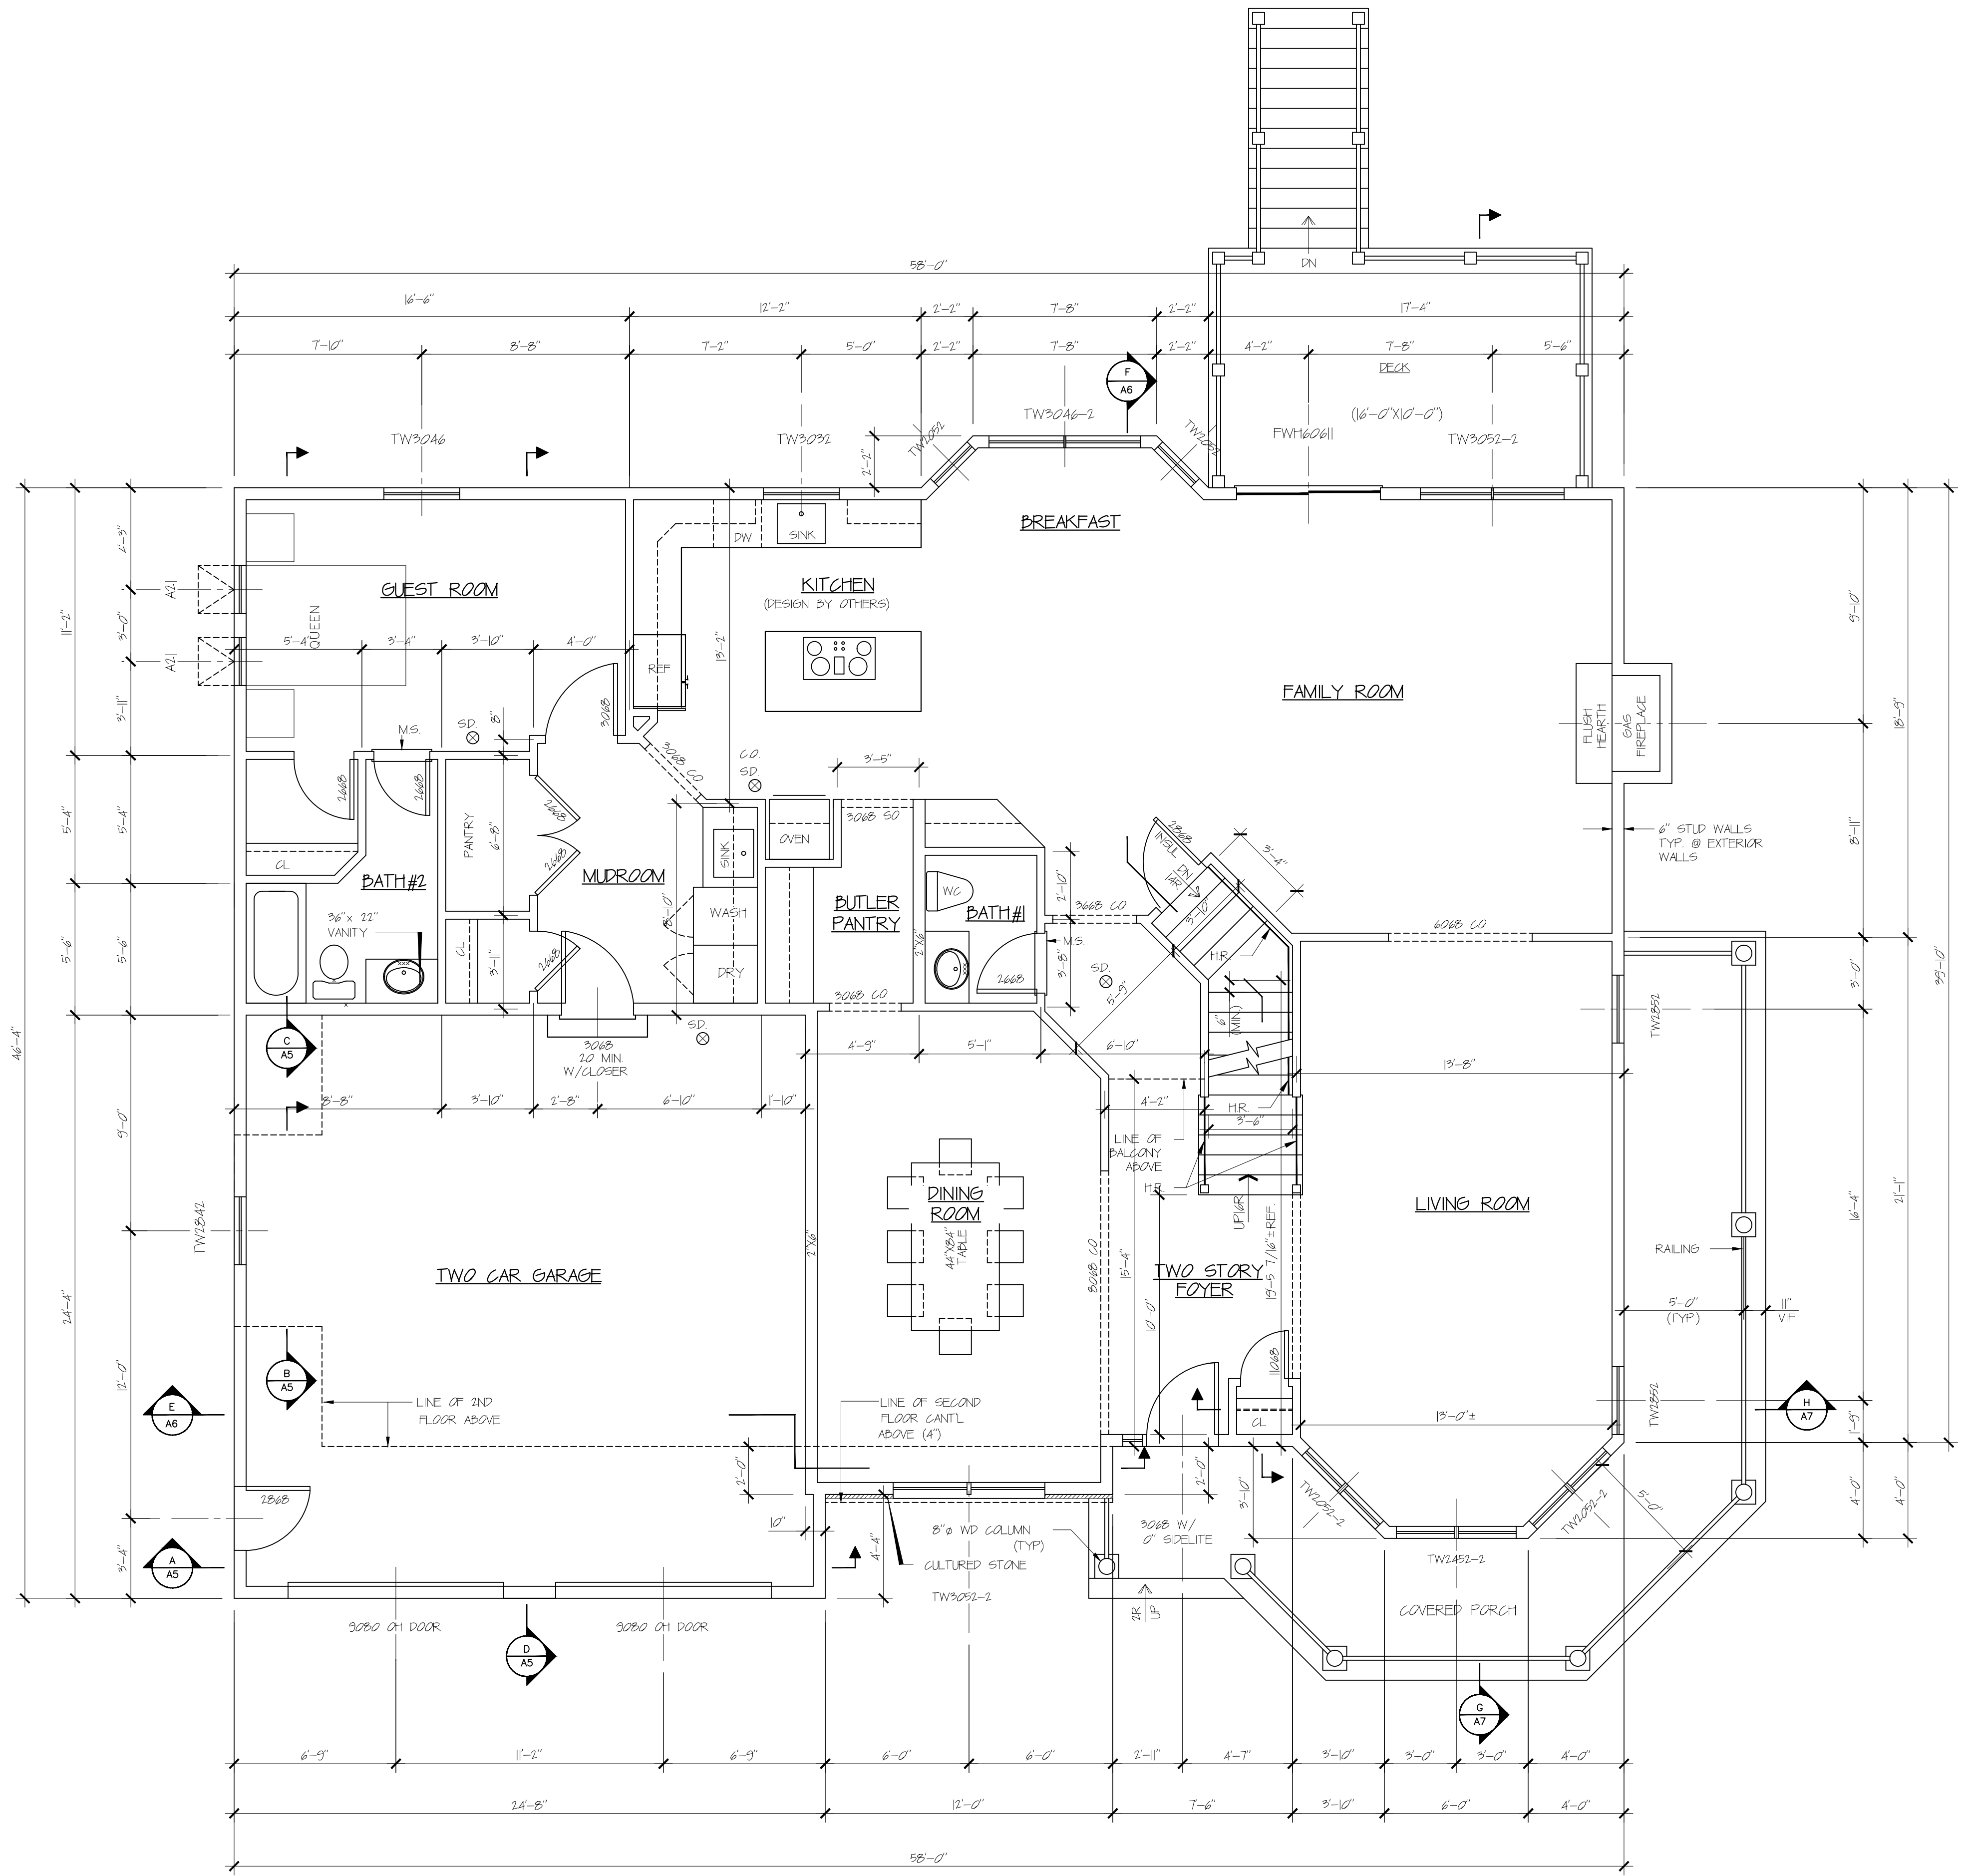 DN
58'-0"
16'-6"
12'-2"
2'-2"
7'-8"
2'-2"
17'-4"
7'-10"
8'-8"
7'-2"
5'-0"
2'-2"
7'-8"
2'-2"
4'-2"
7'-8"
5'-6"
F
A6
DECK
(16'-0"X10'-0")
TW3046
TW3032
TW3046-2
TW2052
TW2052
FWH60611
TW3052-2
2'-2"
BREAKFAST
DW
SINK
KITCHEN
(DESIGN BY OTHERS)
GUEST ROOM
QUEEN
A21
A21
4'-3"
3'-0"
3'-11"
11'-2"
5'-4"
3'-4"
3'-10"
4'-0"
13'-2"
REF
FAMILY ROOM
FLUSH
HEARTH
GAS
FIREPLACE
9'-10"
18'-9"
39'-10"
8'-11"
M.S.
S.D.
8"
3068
3068 CO
C.O.
S.D.
3'-5"
2668
2668
PANTRY
6'-8"
2668
2668
3068 SO
OVEN
SINK
2868
INSUL
DN
14R
3'-4"
6" STUD WALLS
TYP. @ EXTERIOR
WALLS
5'-4"
5'-4"
CL
BATH#2
MUDROOM
36"x 22"
VANITY
8'-10"
WASH
DRY
BUTLER
PANTRY
WC
BATH#1
2"X6"
2'-10"
3668 CO
3'-10"
6068 CO
5'-6"
5'-6"
CL
3'-11"
2668
M.S.
2668
3'-8"
S.D.
5'-9"
H.R.
3068 CO
6"
(MIN.)
TW2852
3'-0"
46'-4"
C
A5
3068
20 MIN.
W/CLOSER
S.D.
4'-9"
5'-1"
6'-10"
13'-8"
8'-8"
3'-10"
2'-8"
6'-10"
1'-10"
4'-2"
H.R.
3'-6"
LINE OF
BALCONY
ABOVE
H.R.
9'-0"
TW2842
24'-4"
2"X6"
DINING
ROOM
44"X84"
TABLE
8068 CO
15'-4"
UP16R
19'-5 7/16"± REF.
LIVING ROOM
16'-4"
21'-1"
RAILING
TWO CAR GARAGE
TWO STORY
FOYER
10'-0"
5'-0"
(TYP.)
11"
VIF
12'-0"
B
A5
11068
LINE OF 2ND
FLOOR ABOVE
LINE OF SECOND
FLOOR CANT'L
ABOVE (4")
CL
13'-0"±
TW2852
E
A6
H
A7
1'-9"
2'-0"
2'-0"
3'-10"
TW2052-2
TW2052-2
5'-0"
4'-0"
4'-0"
2868
10"
4'-4"
8"ø WD COLUMN
(TYP)
CULTURED STONE
3068 W/
10" SIDELITE
TW2452-2
A
A5
3'-4"
TW3052-2
2R
UP
COVERED PORCH
9080 OH DOOR
9080 OH DOOR
D
A5
G
A7
6'-9"
11'-2"
6'-9"
6'-0"
6'-0"
2'-11"
4'-7"
3'-10"
3'-0"
3'-0"
4'-0"
24'-8"
12'-0"
7'-6"
3'-10"
6'-0"
4'-0"
58'-0"